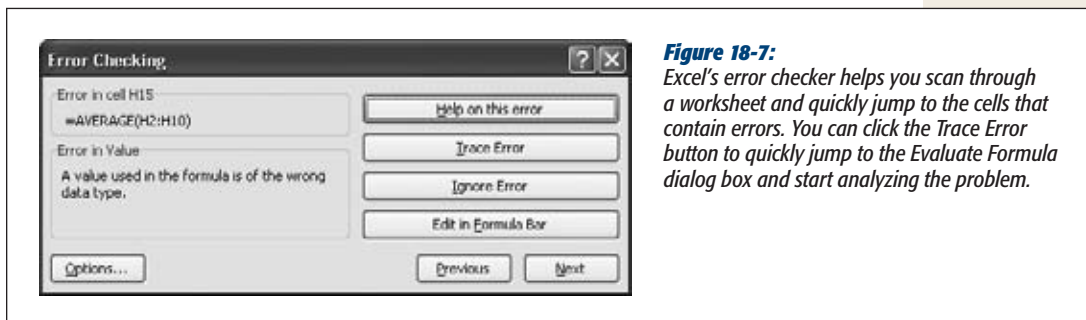 Error Checking
Error in cell H15
=AVERAGE(H2:H10)
Error in Value
A value used in the formula is of the wrong
data type.
Help on this error
Trace Error
Ignore Error
Edit in Formula Bar
Options...
Previous
Next
Figure 18-7:
Excel's error checker helps you scan through
a worksheet and quickly jump to the cells that
contain errors. You can click the Trace Error
button to quickly jump to the Evaluate Formula
dialog box and start analyzing the problem.